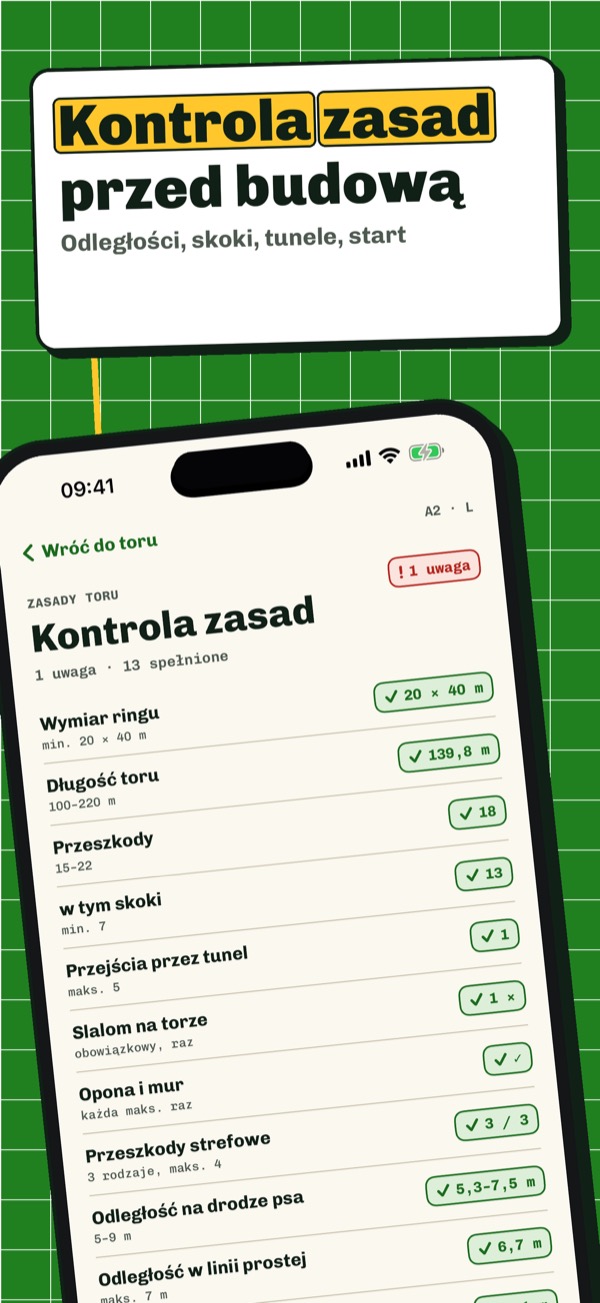 Kontrola zasad
przed budową
Odległości, skoki, tunele, start
09:41
A2 · L
Wróć do toru
! 1 uwaga
ZASADY TORU
Kontrola zasad
1 uwaga · 13 spełnione
Wymiar ringu
✓ 20 × 40 m
min. 20 × 40 m
Długość toru
✓ 139,8 m
100–220 m
Przeszkody
✓ 18
15–22
w tym skoki
✓ 13
min. 7
Przejścia przez tunel
✓ 1
maks. 5
Slalom na torze
✓ 1 ×
obowiązkowy, raz
Opona i mur
✓ ✓
każda maks. raz
Przeszkody strefowe
✓ 3 / 3
3 rodzaje, maks. 4
Odległość na drodze psa
✓ 5,3–7,5 m
5–9 m
Odległość w linii prostej
✓ 6,7 m
maks. 7 m